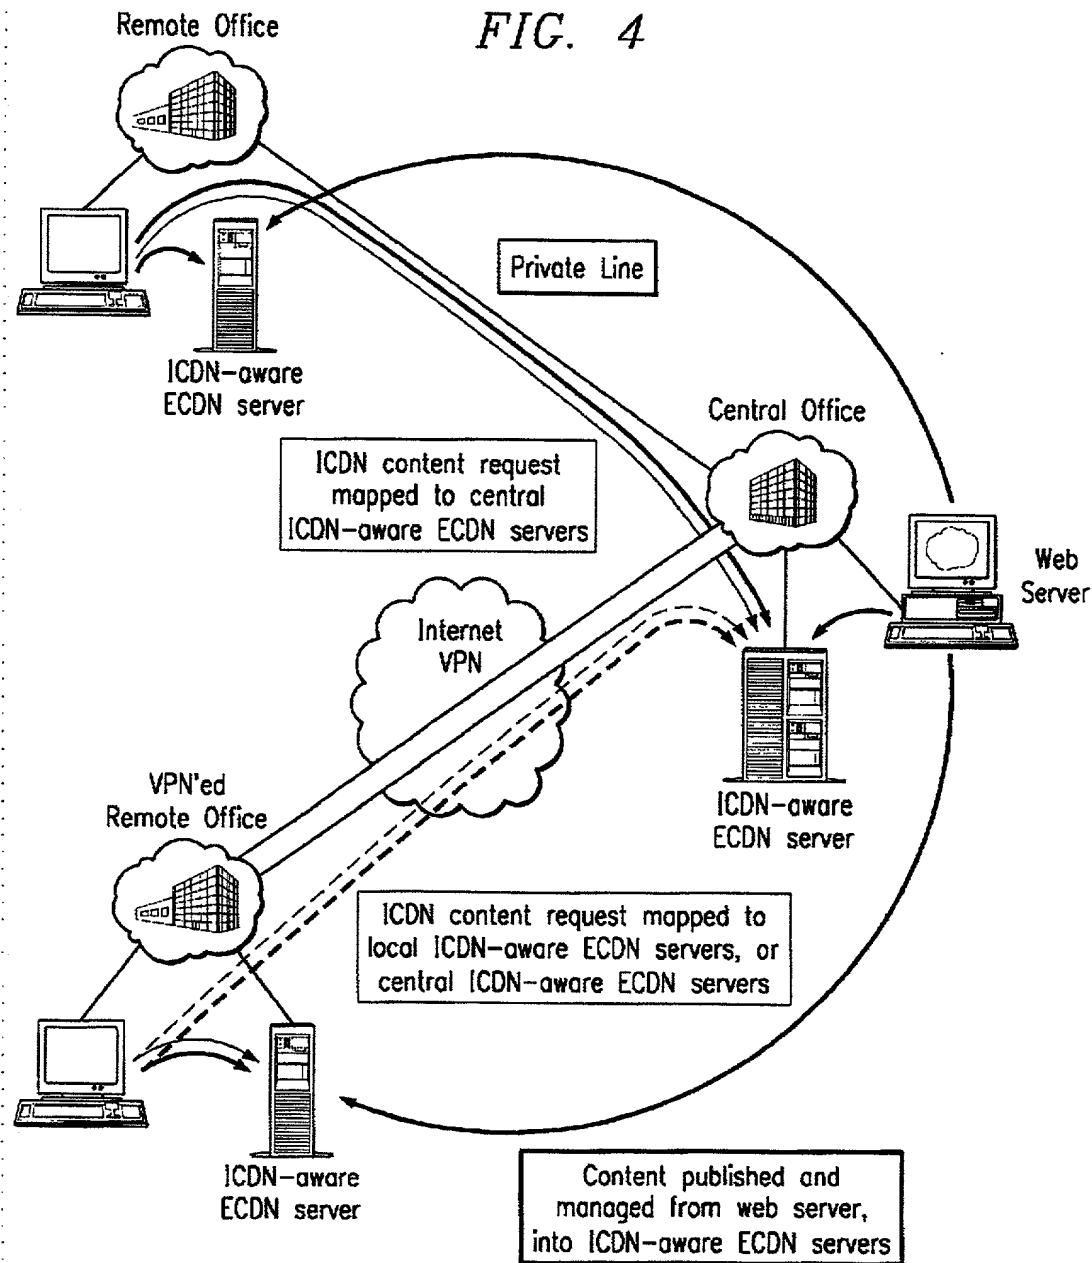 FIG. 4
Remote Office
Private Line
ICDN-aware
ECDN server
Central Office
ICDN content request
mapped to central
ICDN-aware ECDN servers
Web
Server
Internet
VPN
ICDN-aware
ECDN server
VPN'ed
Remote Office
ICDN content request mapped to
local ICDN-aware ECDN servers, or
central ICDN-aware ECDN servers
ICDN-aware
ECDN server
Content published and
managed from web server,
into ICDN-aware ECDN servers